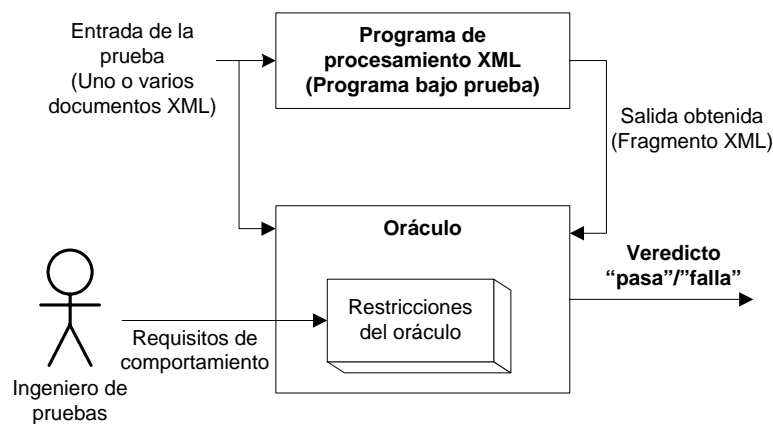 Entrada de la
prueba
(Uno o varios
documentos XML)
Programa de
procesamiento XML
(Programa bajo prueba)
Salida obtenida
(Fragmento XML)
Oráculo
Veredicto
“pasa”/”falla”
Restricciones
del oráculo
Requisitos de
comportamiento
Ingeniero de
pruebas